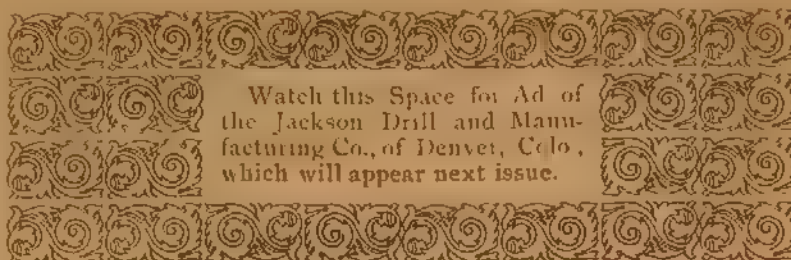 Watch this Space for Ad of
the Jackson Drill and Manu-
facturing Co., of Denver, Colo,
which will appear next issue.